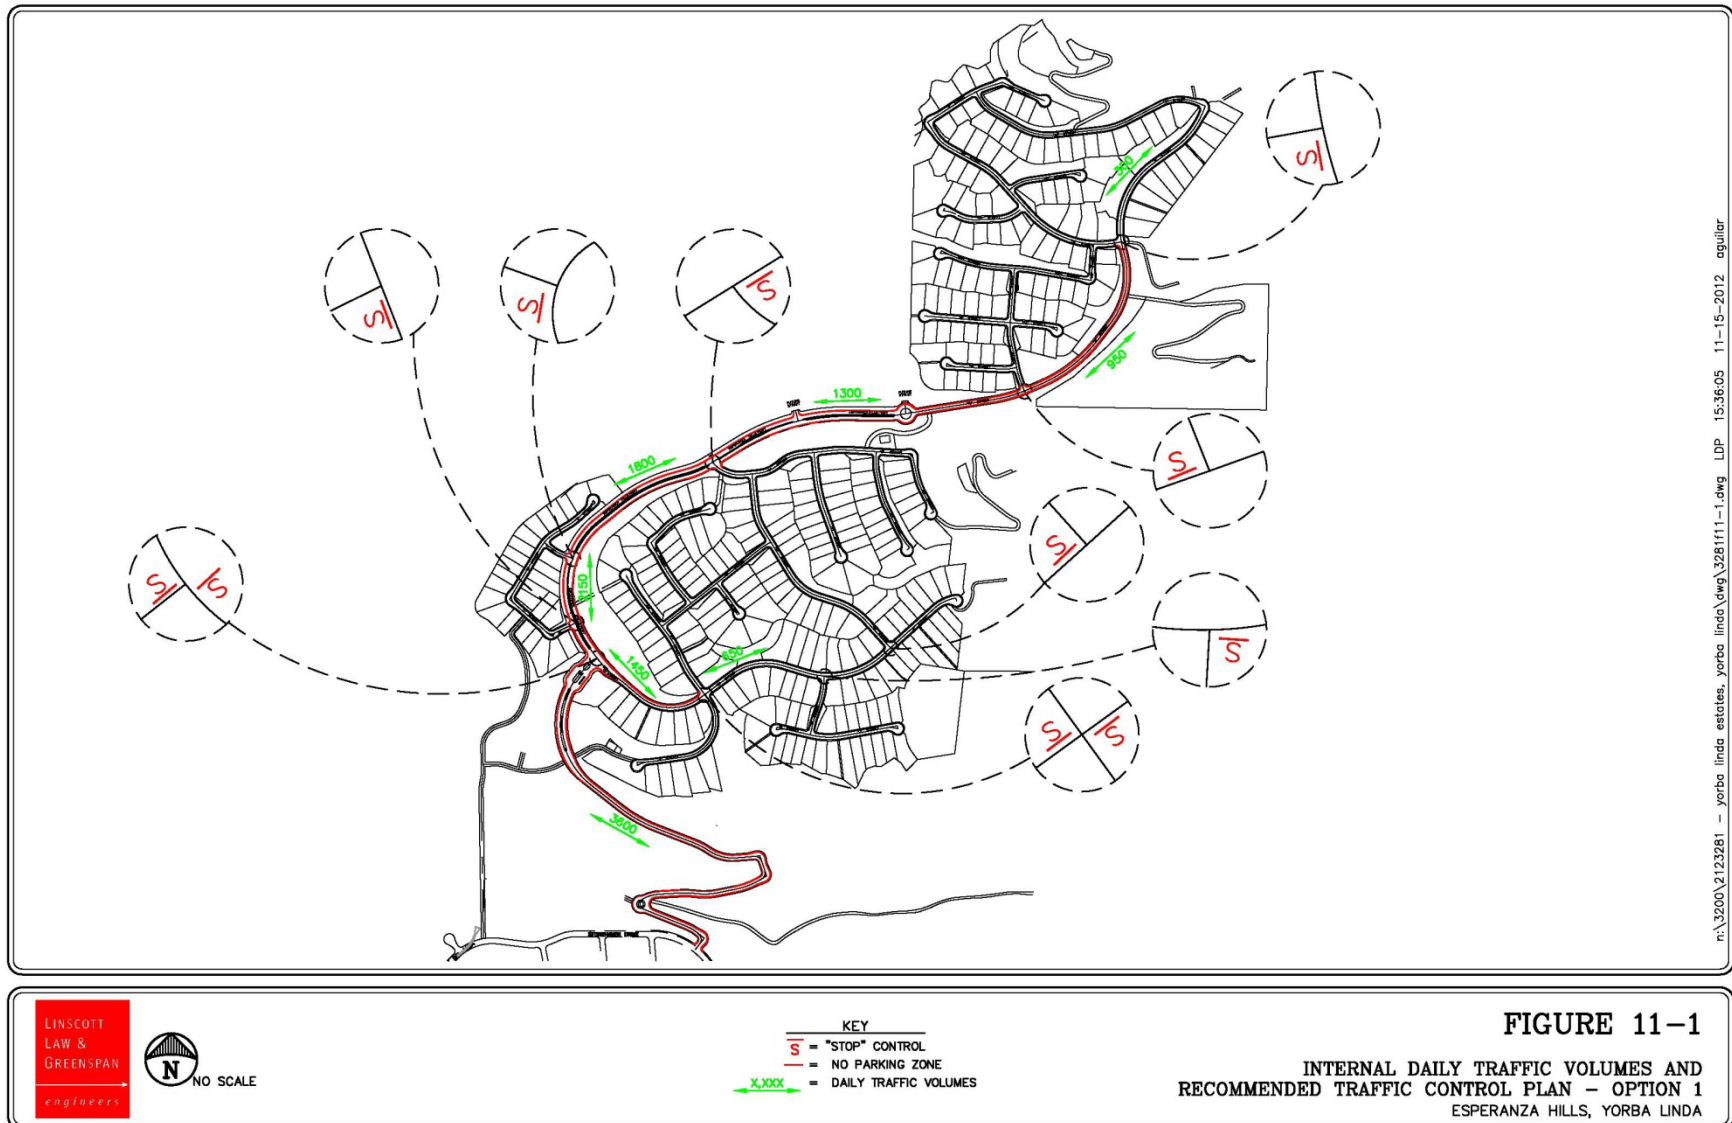 S
300
S
S
S
950
1300
1800
S
S
2150
S
S
S
1450
650
S
S
3600
n:\3200\2123281 - yorba linda estates, yorba linda\dwg\3281f11-1.dwg LDP 15:36:05 11-15-2012 aguilar
LINSCOTT
LAW &
GREENSPAN
engineers
N
NO SCALE
KEY
S = "STOP" CONTROL
= NO PARKING ZONE
X,XXX = DAILY TRAFFIC VOLUMES
FIGURE 11-1
INTERNAL DAILY TRAFFIC VOLUMES AND
RECOMMENDED TRAFFIC CONTROL PLAN - OPTION 1
ESPERANZA HILLS, YORBA LINDA